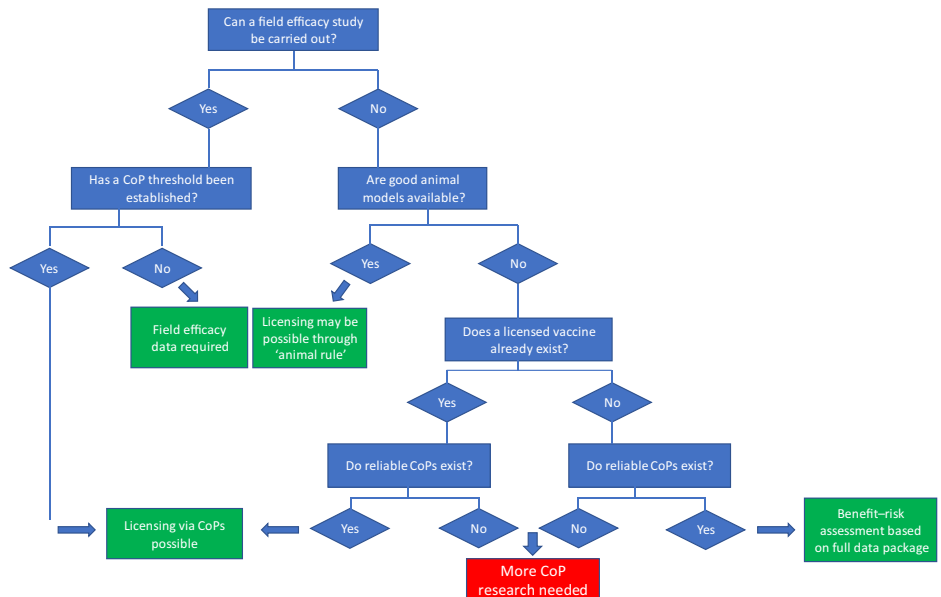 Can a field efficacy study
be carried out?
Yes
No
Has a CoP threshold been
established?
Are good animal
models available?
Yes
No
Yes
No
Field efficacy
data required
Licensing may be
possible through
‘animal rule’
Does a licensed vaccine
already exist?
Yes
No
Do reliable CoPs exist?
Do reliable CoPs exist?
Licensing via CoPs
possible
Yes
No
No
Yes
Benefit–risk
assessment based
on full data package
More CoP
research needed